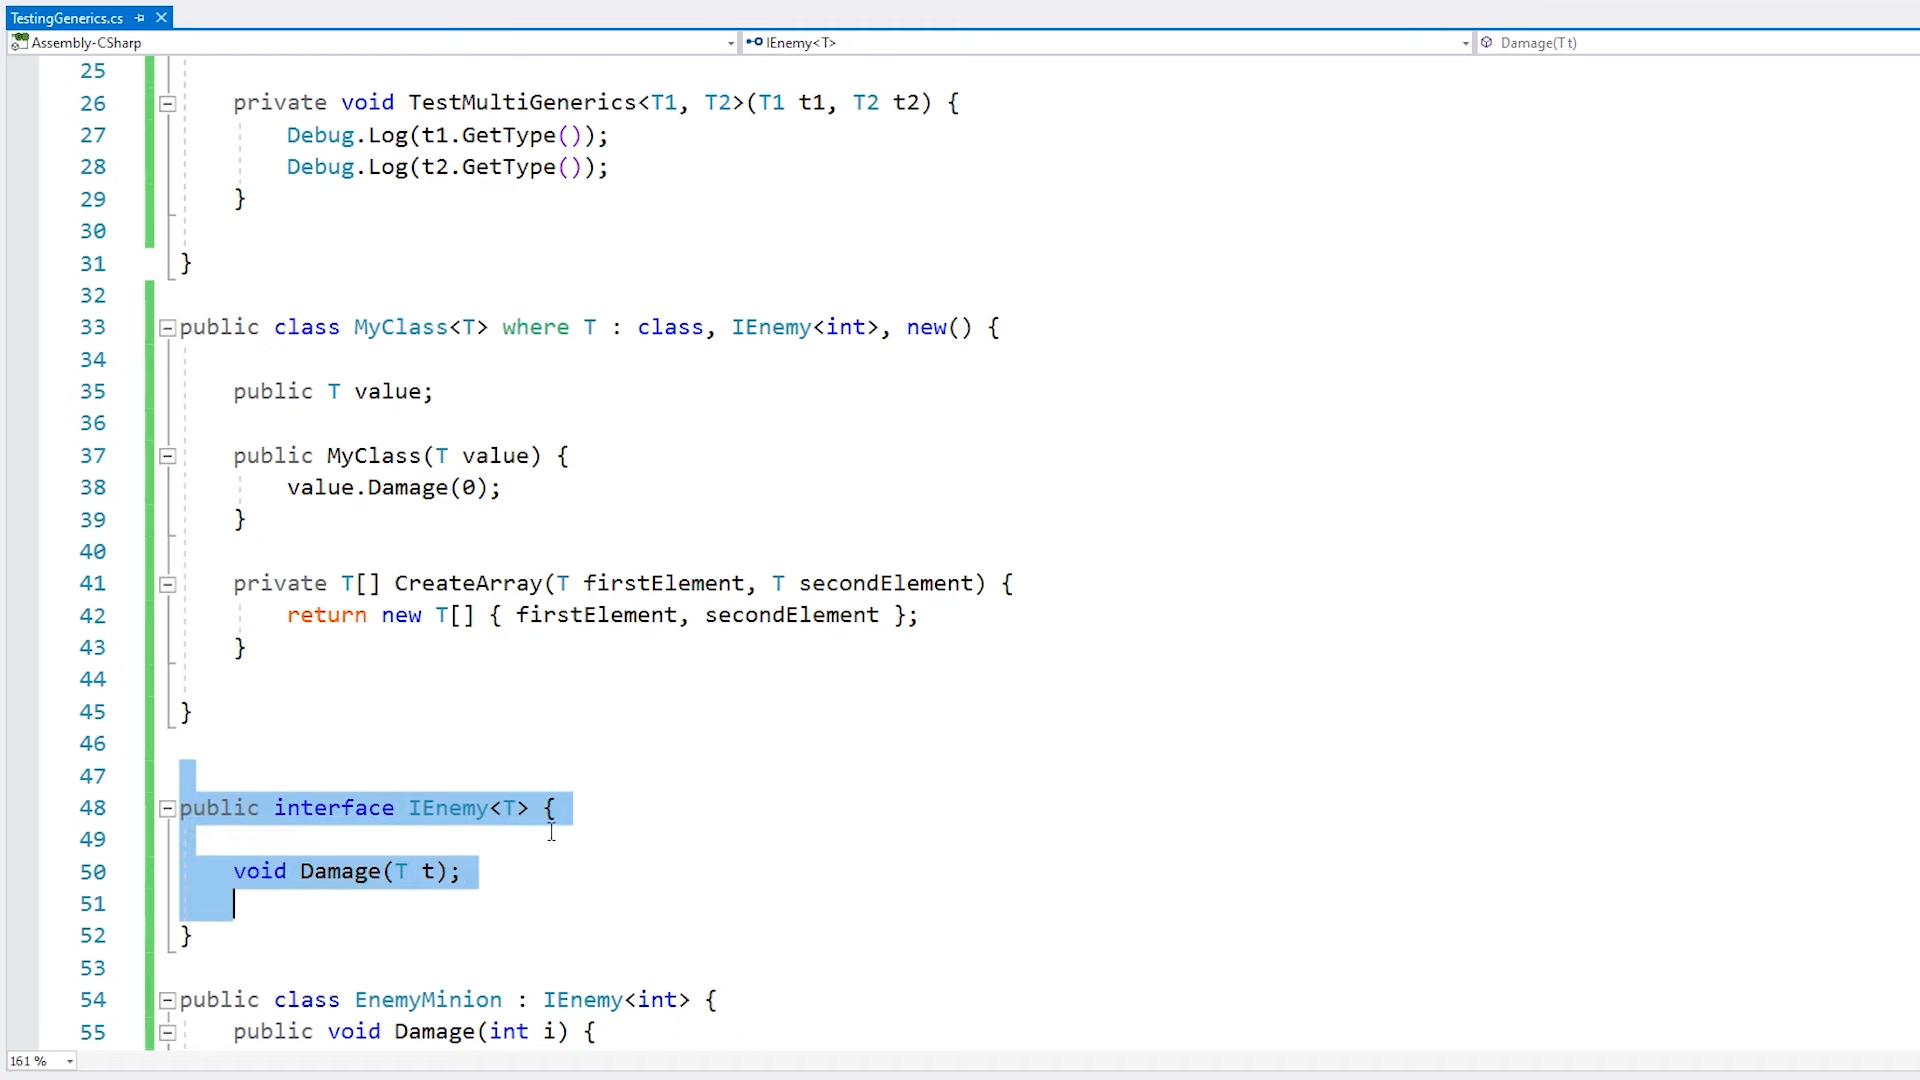 TestingGenerics.cs
Assembly-CSharp IEnemy<T> Damage(T t)
25
26 private void TestMultiGenerics<T1, T2>(T1 t1, T2 t2) {
27 Debug.Log(t1.GetType());
28 Debug.Log(t2.GetType());
29 }
30
31 }
32
33 public class MyClass<T> where T : class, IEnemy<int>, new() {
34
35 public T value;
36
37 public MyClass(T value) {
38 value.Damage(0);
39 }
40
41 private T[] CreateArray(T firstElement, T secondElement) {
42 return new T[] { firstElement, secondElement };
43 }
44
45 }
46
47
48 public interface IEnemy<T> {
49
50 void Damage(T t);
51
52 }
53
54 public class EnemyMinion : IEnemy<int> {
55 public void Damage(int i) {
161 %